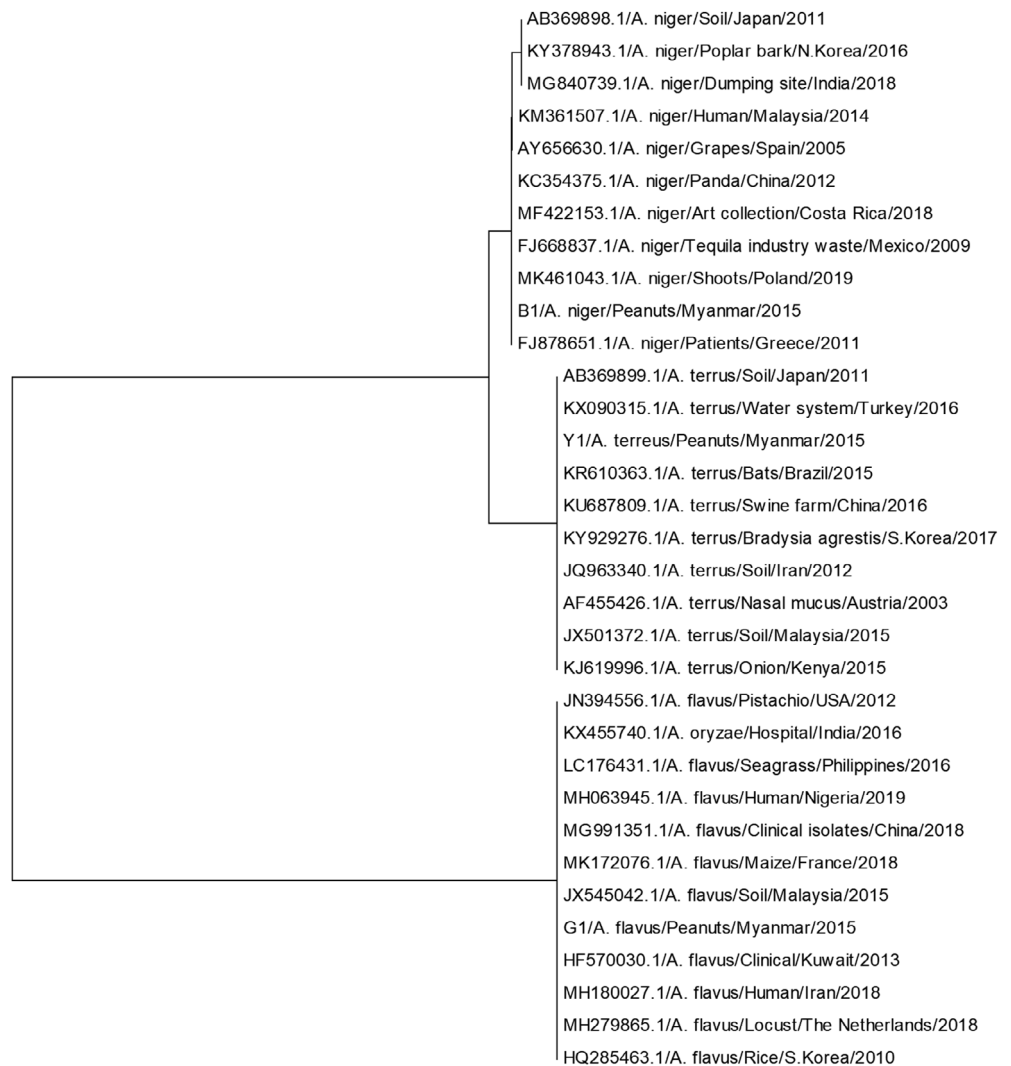 AB369898.1/A. niger/Soil/Japan/2011
KY378943.1/A. niger/Poplar bark/N.Korea/2016
MG840739.1/A. niger/Dumping site/India/2018
KM361507.1/A. niger/Human/Malaysia/2014
AY656630.1/A. niger/Grapes/Spain/2005
KC354375.1/A. niger/Panda/China/2012
MF422153.1/A. niger/Art collection/Costa Rica/2018
FJ668837.1/A. niger/Tequila industry waste/Mexico/2009
MK461043.1/A. niger/Shoots/Poland/2019
B1/A. niger/Peanuts/Myanmar/2015
FJ878651.1/A. niger/Patients/Greece/2011
AB369899.1/A. terrus/Soil/Japan/2011
KX090315.1/A. terrus/Water system/Turkey/2016
Y1/A. terreus/Peanuts/Myanmar/2015
KR610363.1/A. terrus/Bats/Brazil/2015
KU687809.1/A. terrus/Swine farm/China/2016
KY929276.1/A. terrus/Bradysia agrestis/S.Korea/2017
JQ963340.1/A. terrus/Soil/Iran/2012
AF455426.1/A. terrus/Nasal mucus/Austria/2003
JX501372.1/A. terrus/Soil/Malaysia/2015
KJ619996.1/A. terrus/Onion/Kenya/2015
JN394556.1/A. flavus/Pistachio/USA/2012
KX455740.1/A. oryzae/Hospital/India/2016
LC176431.1/A. flavus/Seagrass/Philippines/2016
MH063945.1/A. flavus/Human/Nigeria/2019
MG991351.1/A. flavus/Clinical isolates/China/2018
MK172076.1/A. flavus/Maize/France/2018
JX545042.1/A. flavus/Soil/Malaysia/2015
G1/A. flavus/Peanuts/Myanmar/2015
HF570030.1/A. flavus/Clinical/Kuwait/2013
MH180027.1/A. flavus/Human/Iran/2018
MH279865.1/A. flavus/Locust/The Netherlands/2018
HQ285463.1/A. flavus/Rice/S.Korea/2010